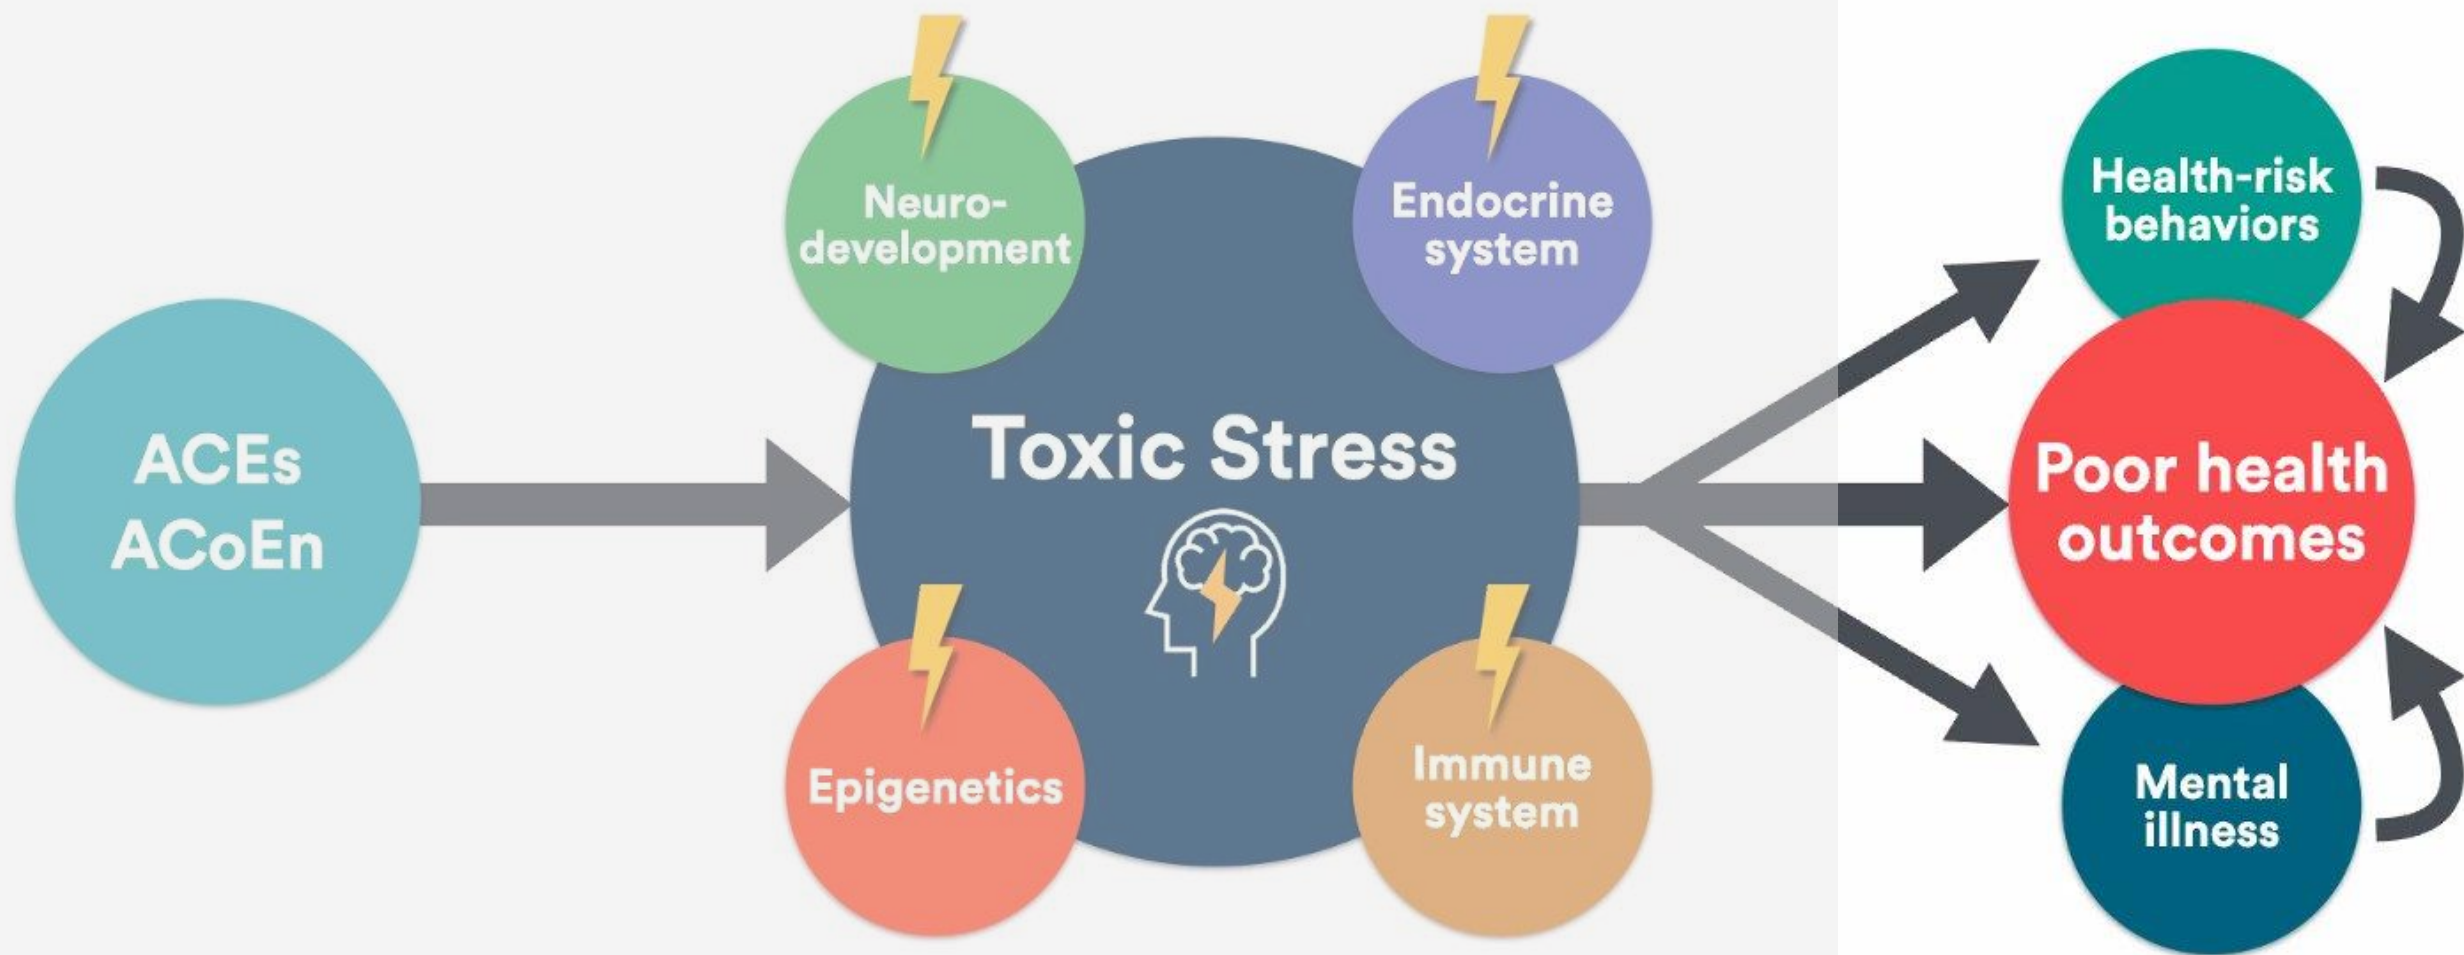 ACEs
ACoEn
Neuro-
development
Endocrine
system
Toxic Stress
Epigenetics
Immune
system
Health-risk
behaviors
Poor health
outcomes
Mental
illness